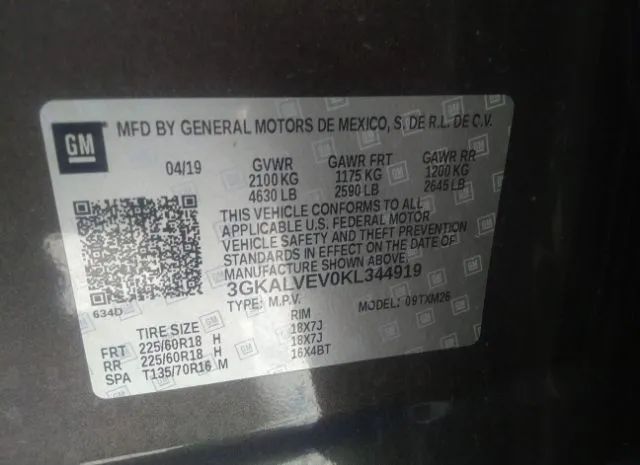 GM
MFD BY GENERAL MOTORS DE MEXICO, S. DE R.L. DE C.V.
04/19 GVWR GAWR FRT GAWR RR
2100 KG 1175 KG 1200 KG
4630 LB 2590 LB 2645 LB
THIS VEHICLE CONFORMS TO ALL
APPLICABLE U.S. FEDERAL MOTOR
VEHICLE SAFETY AND THEFT PREVENTION
STANDARDS IN EFFECT ON THE DATE OF
MANUFACTURE SHOWN ABOVE.
3GKALVEV0KL344919
634D TYPE: M.P.V. MODEL: 09TXM26
TIRE SIZE RIM
FRT 225/60R18 H 18X7J
RR 225/60R18 H 18X7J
SPA T135/70R16 M 16X4BT